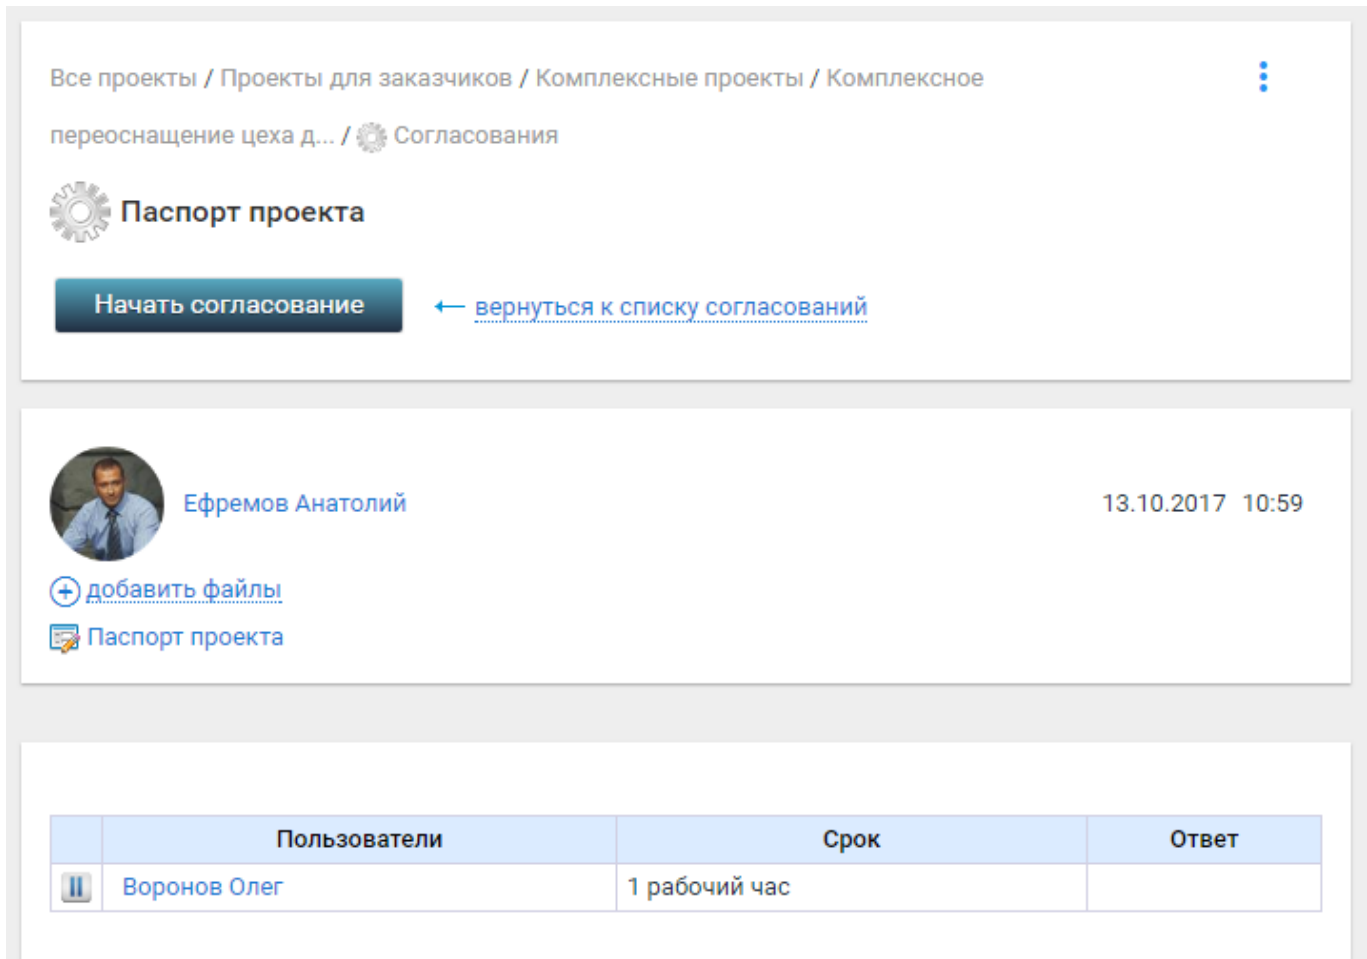 Все проекты / Проекты для заказчиков / Комплексные проекты / Комплексное
переоснащение цеха д... / Согласования
Паспорт проекта
Начать согласование ← вернуться к списку согласований
Ефремов Анатолий 13.10.2017 10:59
добавить файлы
Паспорт проекта
Пользователи Срок Ответ
Воронов Олег 1 рабочий час